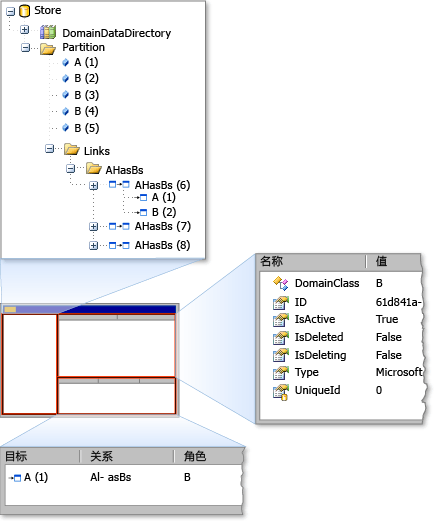 Store
DomainDataDirectory
Partition
A (1)
B (2)
B (3)
B (4)
B (5)
Links
AHasBs
AHasBs (6)
A (1)
B (2)
AHasBs (7)
AHasBs (8)
名称 值
DomainClass B
ID 61d841a-
IsActive True
IsDeleted False
IsDeleting False
Type Microsoft
UniqueId 0
目标 关系 角色
A (1) Al- asBs B